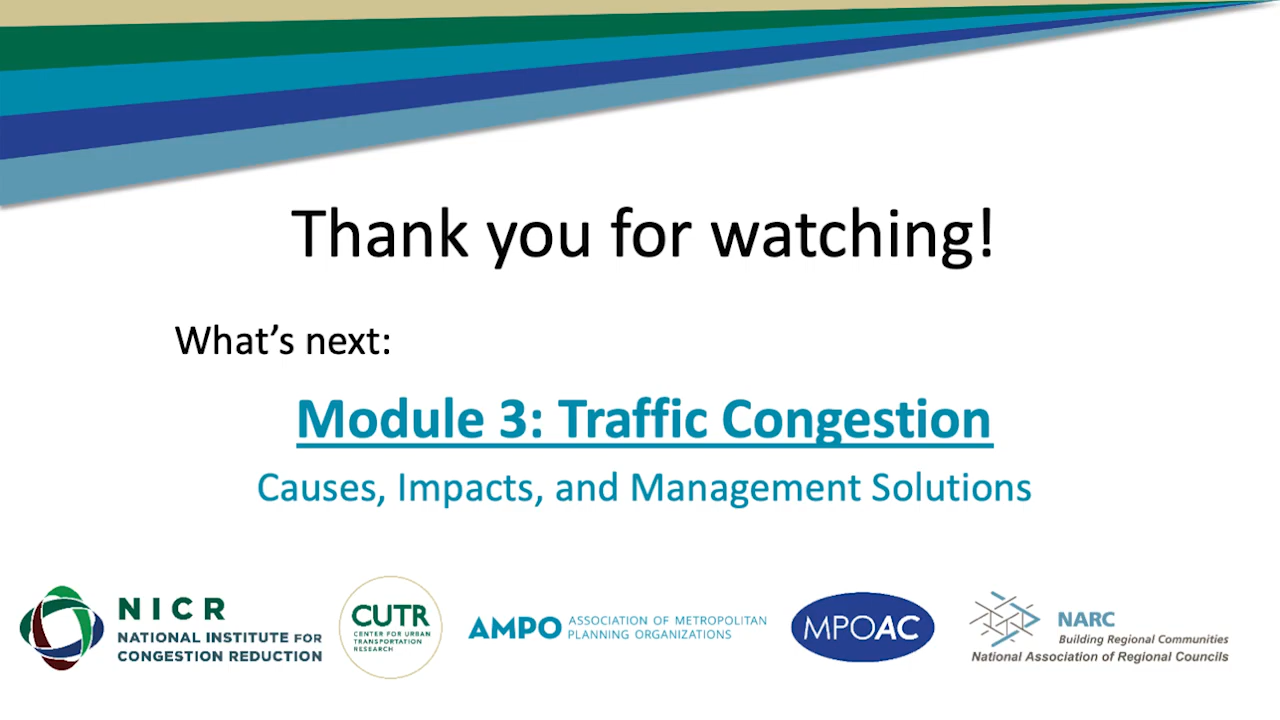 Thank you for watching!
What's next:
Module 3: Traffic Congestion
Causes, Impacts, and Management Solutions
NICR
NATIONAL INSTITUTE FOR
CONGESTION REDUCTION
CUTR
CENTER FOR URBAN
TRANSPORTATION
RESEARCH
AMPO
ASSOCIATION OF METROPOLITAN
PLANNING ORGANIZATIONS
MPOAC
NARC
Building Regional Communities
National Association of Regional Councils